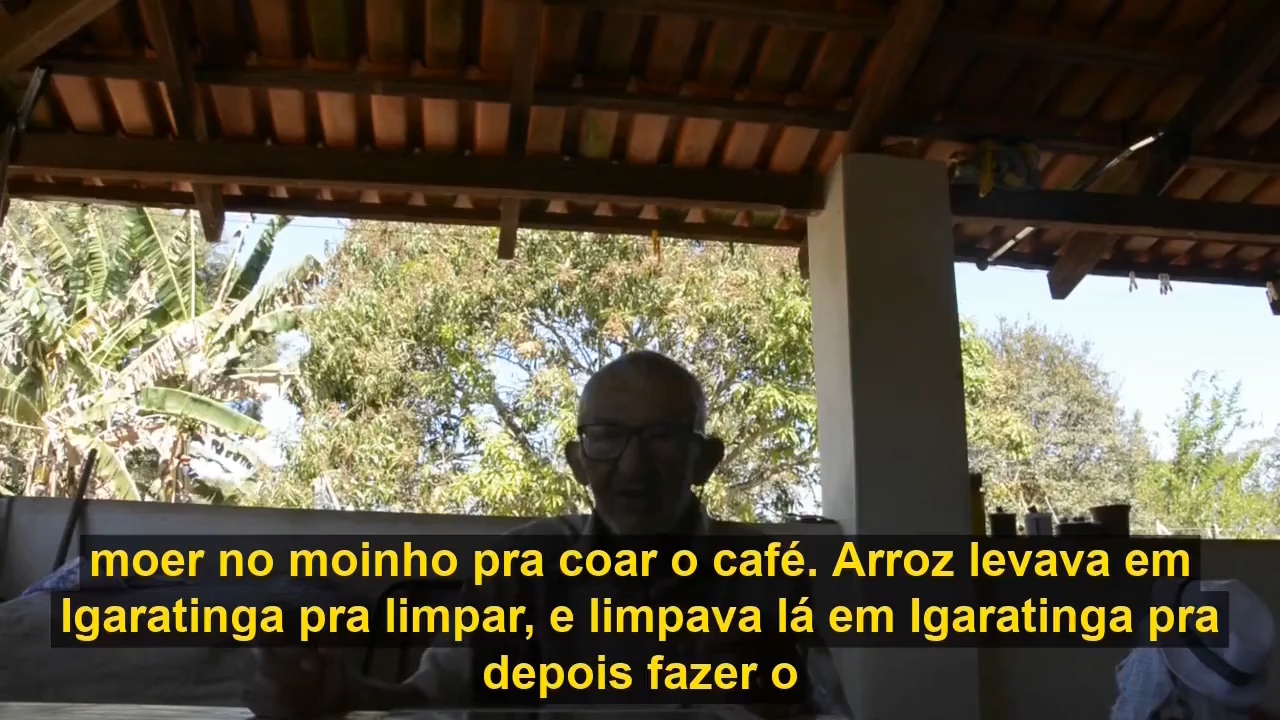 moer no moinho pra coar o café. Arroz levava em
Igaratinga pra limpar, e limpava lá em Igaratinga pra
depois fazer o